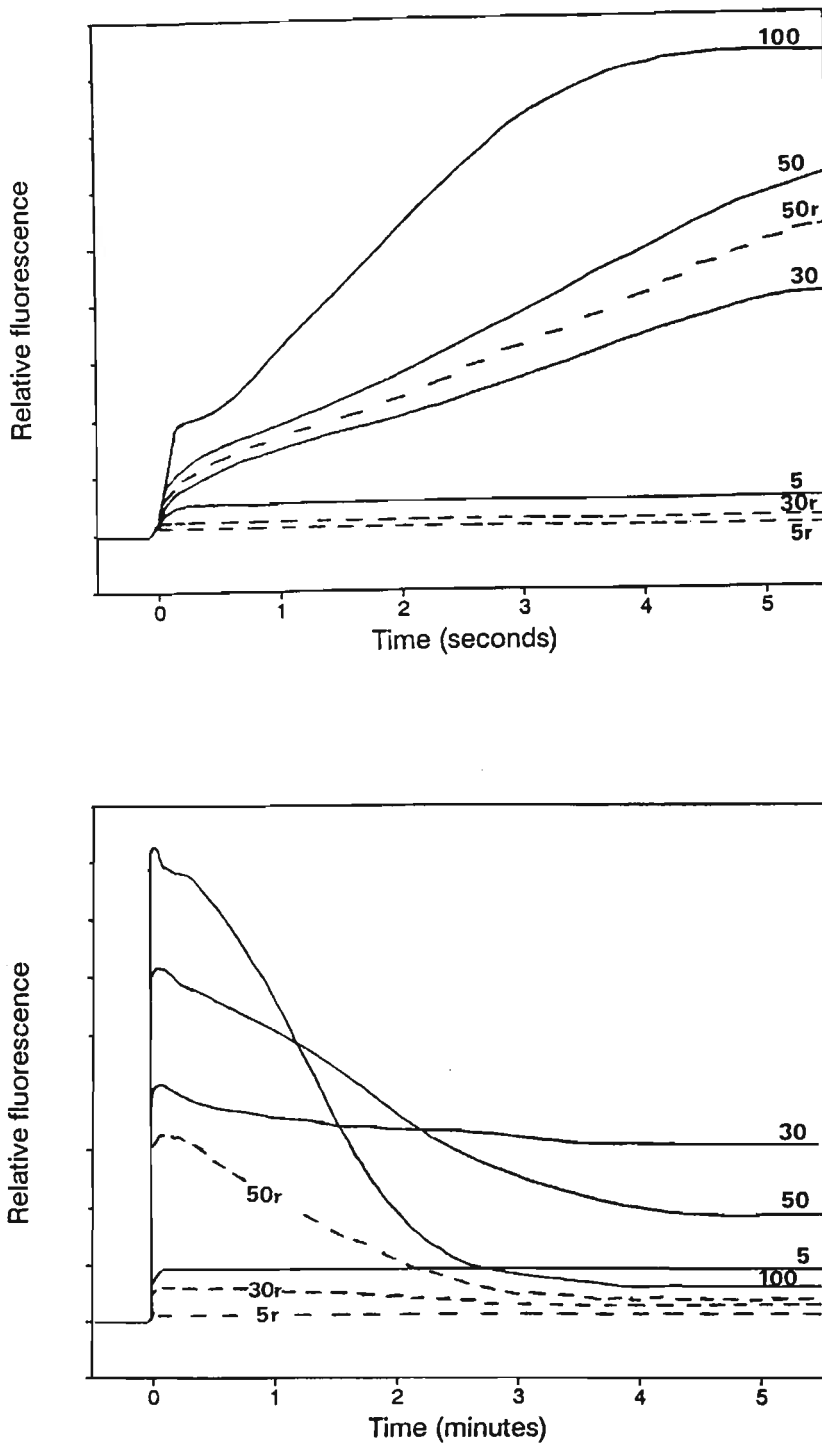 100
50
50r
30
5
30r
5r
Relative fluorescence
0 1 2 3 4 5
Time (seconds)
30
50r
50
5
100
30r
5r
Relative fluorescence
0 1 2 3 4 5
Time (minutes)